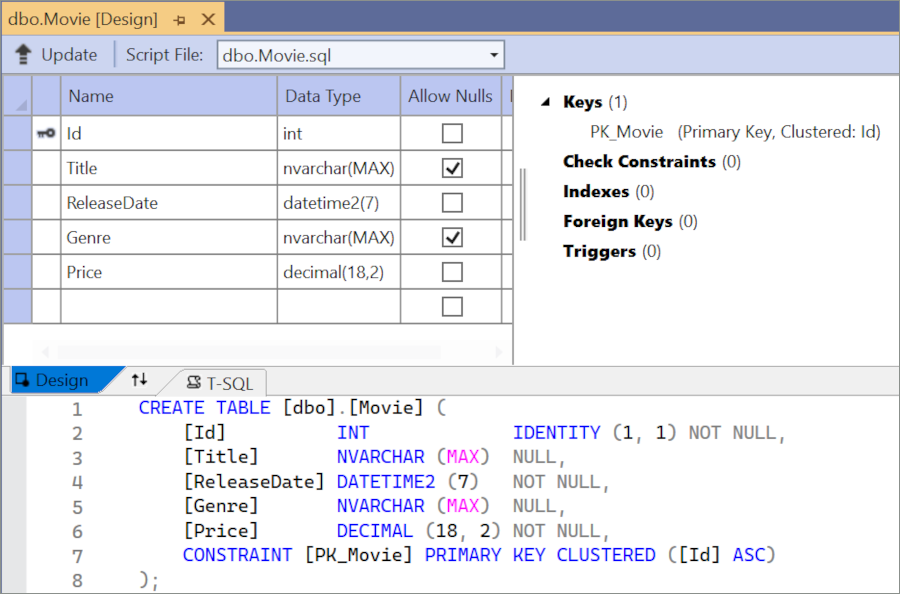 dbo.Movie [Design]
Update Script File: dbo.Movie.sql
Name Data Type Allow Nulls
Id int
Title nvarchar(MAX)
ReleaseDate datetime2(7)
Genre nvarchar(MAX)
Price decimal(18,2)
Keys (1)
PK_Movie (Primary Key, Clustered: Id)
Check Constraints (0)
Indexes (0)
Foreign Keys (0)
Triggers (0)
Design T-SQL
1 CREATE TABLE [dbo].[Movie] (
2 [Id] INT IDENTITY (1, 1) NOT NULL,
3 [Title] NVARCHAR (MAX) NULL,
4 [ReleaseDate] DATETIME2 (7) NOT NULL,
5 [Genre] NVARCHAR (MAX) NULL,
6 [Price] DECIMAL (18, 2) NOT NULL,
7 CONSTRAINT [PK_Movie] PRIMARY KEY CLUSTERED ([Id] ASC)
8 );